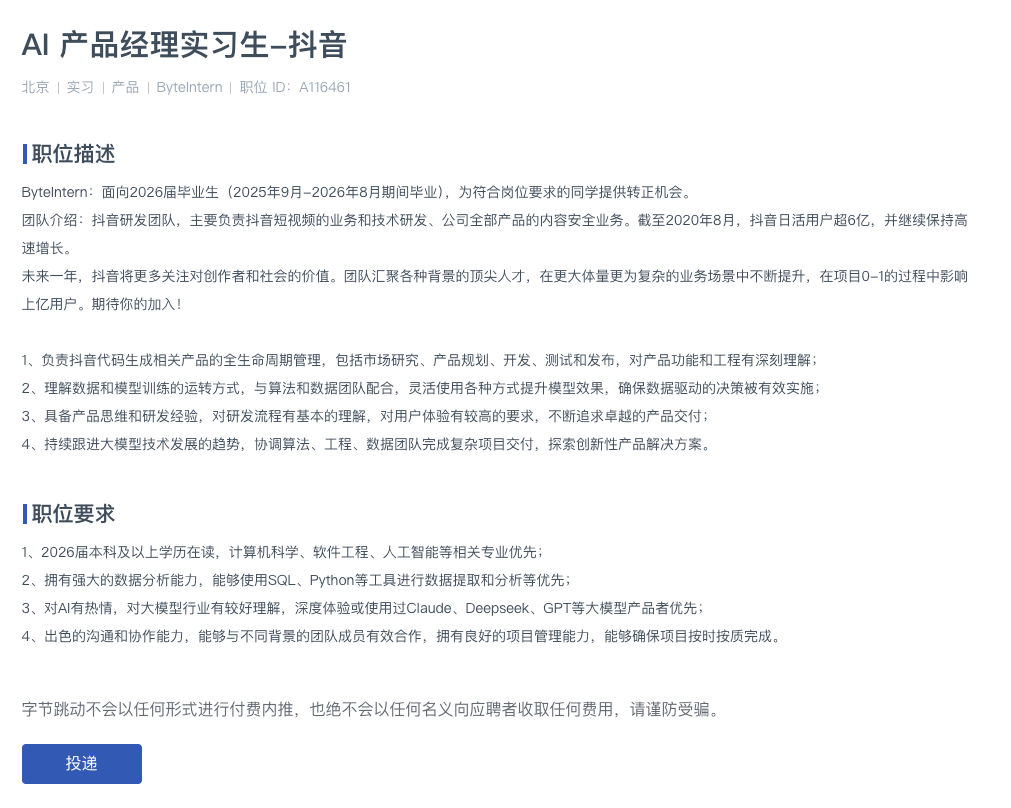 AI 产品经理实习生-抖音
北京 | 实习 | 产品 | ByteIntern | 职位 ID：A116461
职位描述
ByteIntern：面向2026届毕业生（2025年9月-2026年8月期间毕业），为符合岗位要求的同学提供转正机会。
团队介绍：抖音研发团队，主要负责抖音短视频的业务和技术研发、公司全部产品的内容安全业务。截至2020年8月，抖音日活用户超6亿，并继续保持高
速增长。
未来一年，抖音将更多关注对创作者和社会的价值。团队汇聚各种背景的顶尖人才，在更大体量更为复杂的业务场景中不断提升，在项目0-1的过程中影响
上亿用户。期待你的加入！
1、负责抖音代码生成相关产品的全生命周期管理，包括市场研究、产品规划、开发、测试和发布，对产品功能和工程有深刻理解；
2、理解数据和模型训练的运转方式，与算法和数据团队配合，灵活使用各种方式提升模型效果，确保数据驱动的决策被有效实施；
3、具备产品思维和研发经验，对研发流程有基本的理解，对用户体验有较高的要求，不断追求卓越的产品交付；
4、持续跟进大模型技术发展的趋势，协调算法、工程、数据团队完成复杂项目交付，探索创新性产品解决方案。
职位要求
1、2026届本科及以上学历在读，计算机科学、软件工程、人工智能等相关专业优先；
2、拥有强大的数据分析能力，能够使用SQL、Python等工具进行数据提取和分析等优先；
3、对AI有热情，对大模型行业有较好理解，深度体验或使用过Claude、Deepseek、GPT等大模型产品者优先；
4、出色的沟通和协作能力，能够与不同背景的团队成员有效合作，拥有良好的项目管理能力，能够确保项目按时按质完成。
字节跳动不会以任何形式进行付费内推，也绝不会以任何名义向应聘者收取任何费用，请谨防受骗。
投递